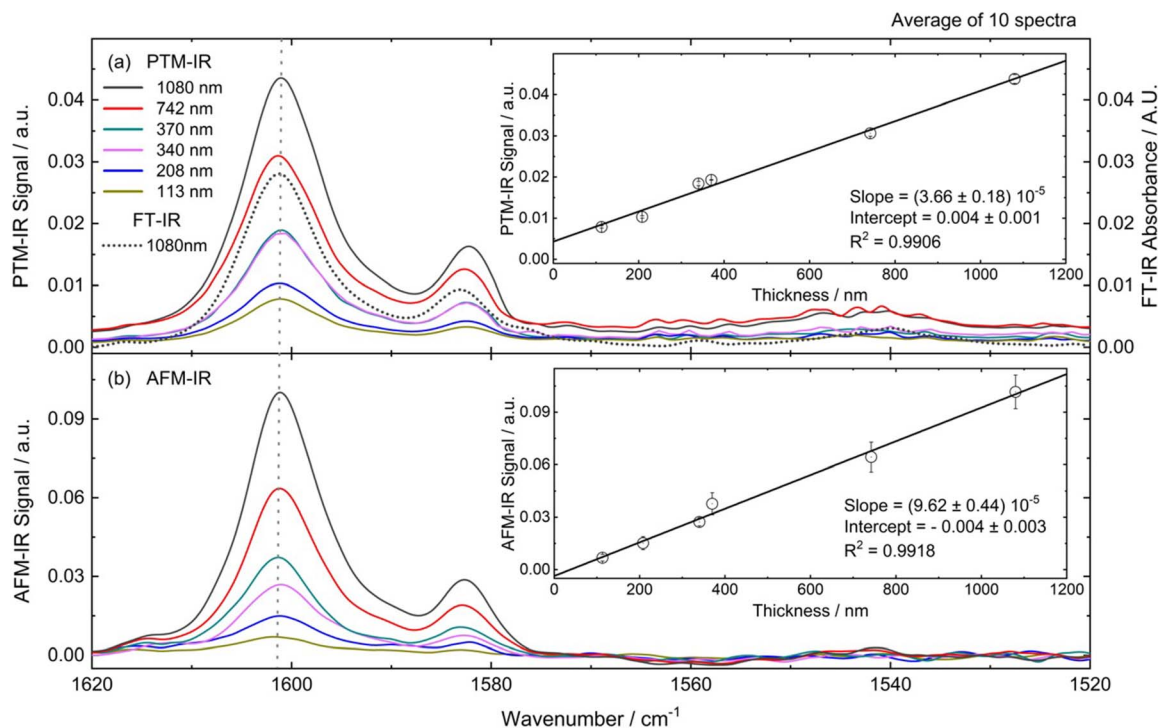 Average of 10 spectra
(a) PTM-IR
1080 nm
742 nm
370 nm
340 nm
208 nm
113 nm
FT-IR
1080nm
PTM-IR Signal / a.u.
0.04
0.03
0.02
0.01
0.00
FT-IR Absorbance / A.U.
0.04
0.03
0.02
0.01
0.00
PTM-IR Signal / a.u.
0.04
0.03
0.02
0.01
0.00
Slope = (3.66 ± 0.18) 10⁻⁵
Intercept = 0.004 ± 0.001
R² = 0.9906
0 200 400 600 800 1000 1200
Thickness / nm
(b) AFM-IR
AFM-IR Signal / a.u.
0.09
0.06
0.03
0.00
AFM-IR Signal / a.u.
0.09
0.06
0.03
0.00
Slope = (9.62 ± 0.44) 10⁻⁵
Intercept = - 0.004 ± 0.003
R² = 0.9918
0 200 400 600 800 1000 1200
Thickness / nm
1620 1600 1580 1560 1540 1520
Wavenumber / cm⁻¹